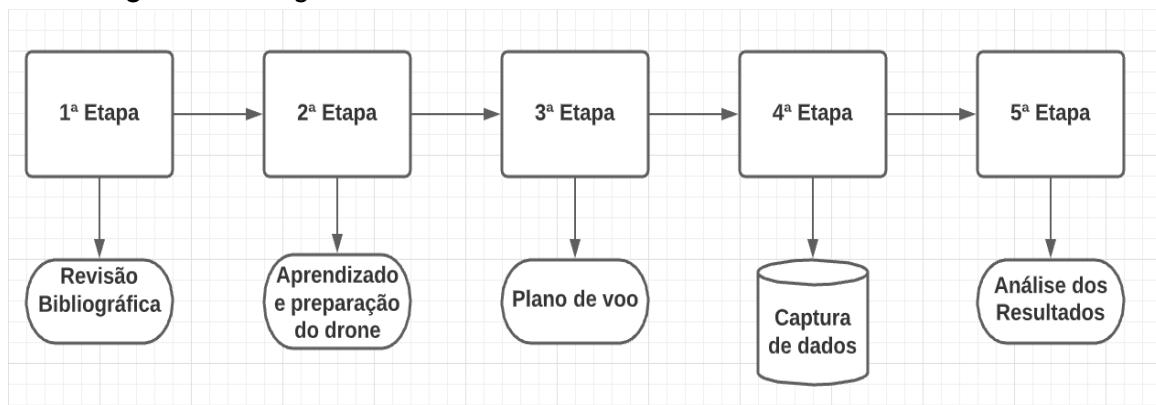 1ª Etapa
2ª Etapa
3ª Etapa
4ª Etapa
5ª Etapa
Revisão
Bibliográfica
Aprendizado
e preparação
do drone
Plano de voo
Captura
de dados
Análise dos
Resultados